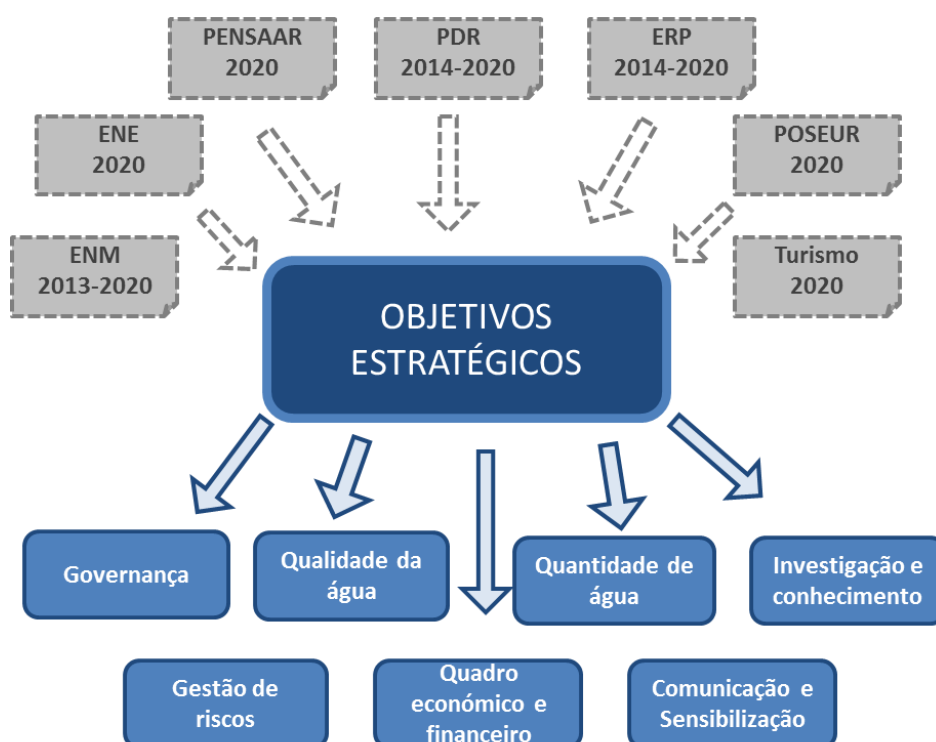 PENSAAR
2020
PDR
2014-2020
ERP
2014-2020
ENE
2020
POSEUR
2020
ENM
2013-2020
Turismo
2020
OBJETIVOS
ESTRATÉGICOS
Governança
Qualidade da
água
Quantidade de
água
Investigação e
conhecimento
Gestão de
riscos
Quadro
económico e
financeiro
Comunicação e
Sensibilização